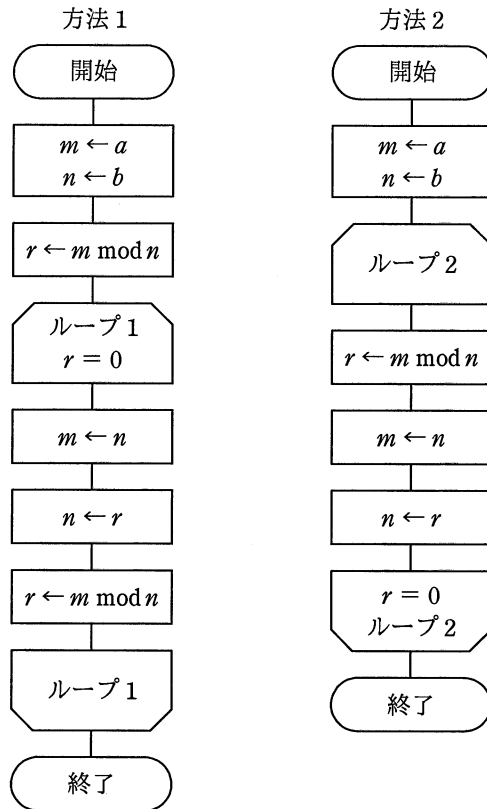 方法1
開始
m ← a
n ← b
r ← m mod n
ループ1
r = 0
m ← n
n ← r
r ← m mod n
ループ1
終了
方法2
開始
m ← a
n ← b
ループ2
r ← m mod n
m ← n
n ← r
r = 0
ループ2
終了